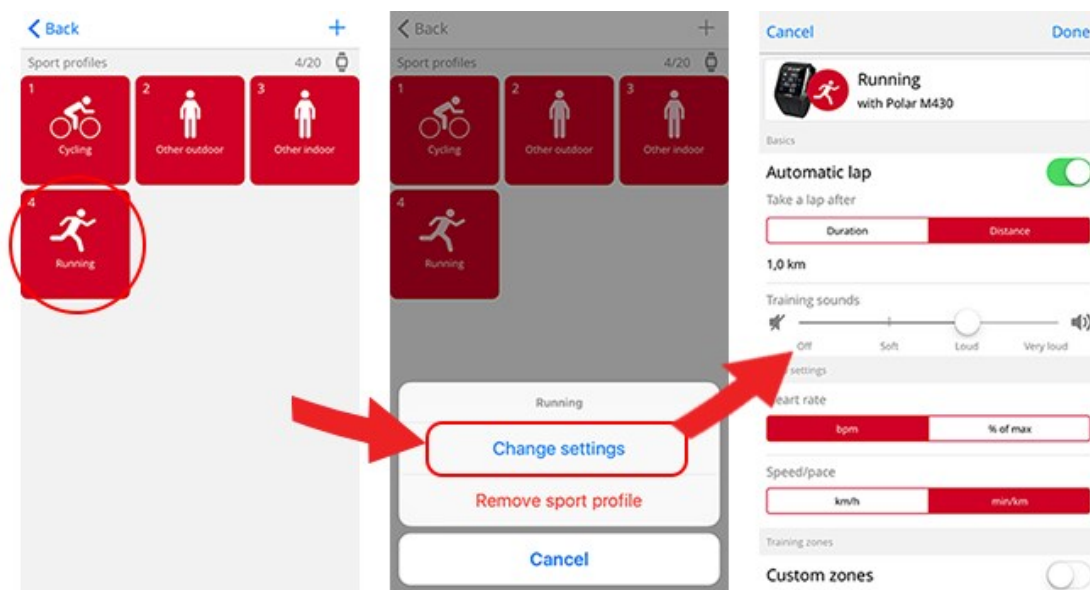 Back +
Sport profiles 4/20
1 2 3
Cycling Other outdoor Other indoor
4
Running
Back +
Sport profiles 4/20
1 2 3
Cycling Other outdoor Other indoor
4
Running
Running
Change settings
Remove sport profile
Cancel
Cancel Done
Running
with Polar M430
Basics
Automatic lap
Take a lap after
Duration Distance
1,0 km
Training sounds
Off Soft Loud Very loud
settings
eart rate
bpm % of max
Speed/pace
km/h min/km
Training zones
Custom zones